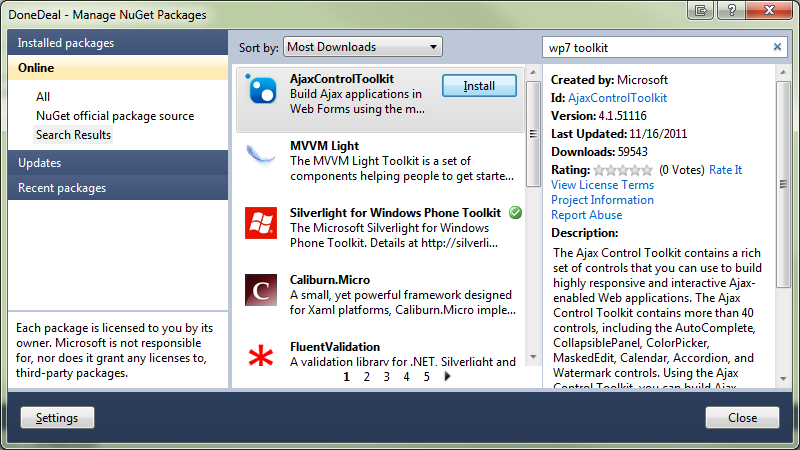 DoneDeal - Manage NuGet Packages
Installed packages
Online
All
NuGet official package source
Search Results
Updates
Recent packages
Each package is licensed to you by its
owner. Microsoft is not responsible
for, nor does it grant any licenses to,
third-party packages.
Settings
Sort by: Most Downloads
AjaxControlToolkit
Build Ajax applications in
Web Forms using the m...
Install
MVVM Light
The MVVM Light Toolkit is a set of
components helping people to get starte...
Silverlight for Windows Phone Toolkit
The Microsoft Silverlight for Windows
Phone Toolkit. Details at http://silverli...
Caliburn.Micro
A small, yet powerful framework designed
for Xaml platforms, Caliburn.Micro imple...
FluentValidation
A validation library for .NET, Silverlight and
1 2 3 4 5
wp7 toolkit
Created by: Microsoft
Id: AjaxControlToolkit
Version: 4.1.51116
Last Updated: 11/16/2011
Downloads: 59543
Rating: (0 Votes) Rate It
View License Terms
Project Information
Report Abuse
Description:
The Ajax Control Toolkit contains a rich
set of controls that you can use to build
highly responsive and interactive Ajax-
enabled Web applications. The Ajax
Control Toolkit contains more than 40
controls, including the AutoComplete,
CollapsiblePanel, ColorPicker,
MaskedEdit, Calendar, Accordion, and
Watermark controls. Using the Ajax
Control Toolkit, you can build Ajax
Close